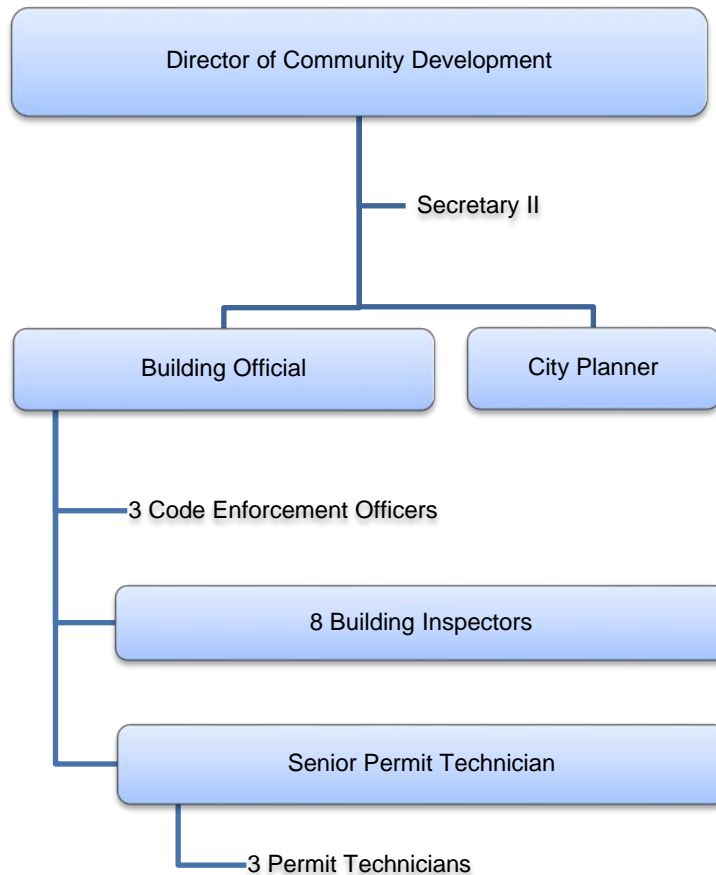 Director of Community Development
Secretary II
Building Official
City Planner
3 Code Enforcement Officers
8 Building Inspectors
Senior Permit Technician
3 Permit Technicians